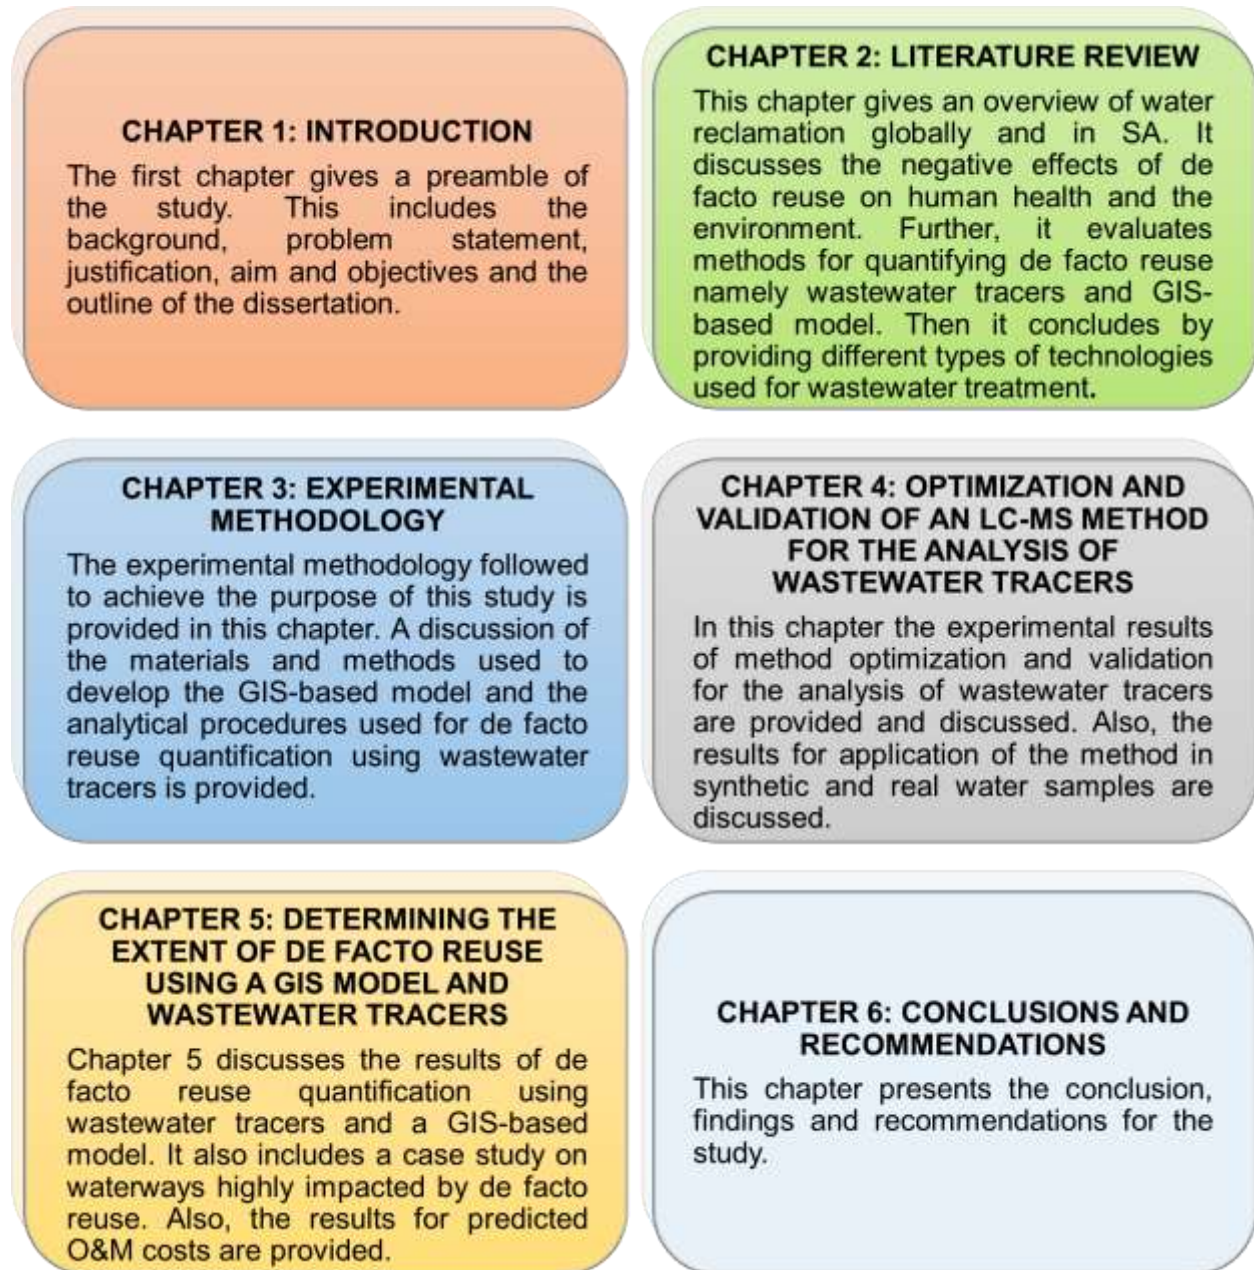 CHAPTER 1: INTRODUCTION
The first chapter gives a preamble of
the study. This includes the
background, problem statement,
justification, aim and objectives and the
outline of the dissertation.
CHAPTER 2: LITERATURE REVIEW
This chapter gives an overview of water
reclamation globally and in SA. It
discusses the negative effects of de
facto reuse on human health and the
environment. Further, it evaluates
methods for quantifying de facto reuse
namely wastewater tracers and GIS-
based model. Then it concludes by
providing different types of technologies
used for wastewater treatment.
CHAPTER 3: EXPERIMENTAL
METHODOLOGY
The experimental methodology followed
to achieve the purpose of this study is
provided in this chapter. A discussion of
the materials and methods used to
develop the GIS-based model and the
analytical procedures used for de facto
reuse quantification using wastewater
tracers is provided.
CHAPTER 4: OPTIMIZATION AND
VALIDATION OF AN LC-MS METHOD
FOR THE ANALYSIS OF
WASTEWATER TRACERS
In this chapter the experimental results
of method optimization and validation
for the analysis of wastewater tracers
are provided and discussed. Also, the
results for application of the method in
synthetic and real water samples are
discussed.
CHAPTER 5: DETERMINING THE
EXTENT OF DE FACTO REUSE
USING A GIS MODEL AND
WASTEWATER TRACERS
Chapter 5 discusses the results of de
facto reuse quantification using
wastewater tracers and a GIS-based
model. It also includes a case study on
waterways highly impacted by de facto
reuse. Also, the results for predicted
O&M costs are provided.
CHAPTER 6: CONCLUSIONS AND
RECOMMENDATIONS
This chapter presents the conclusion,
findings and recommendations for the
study.